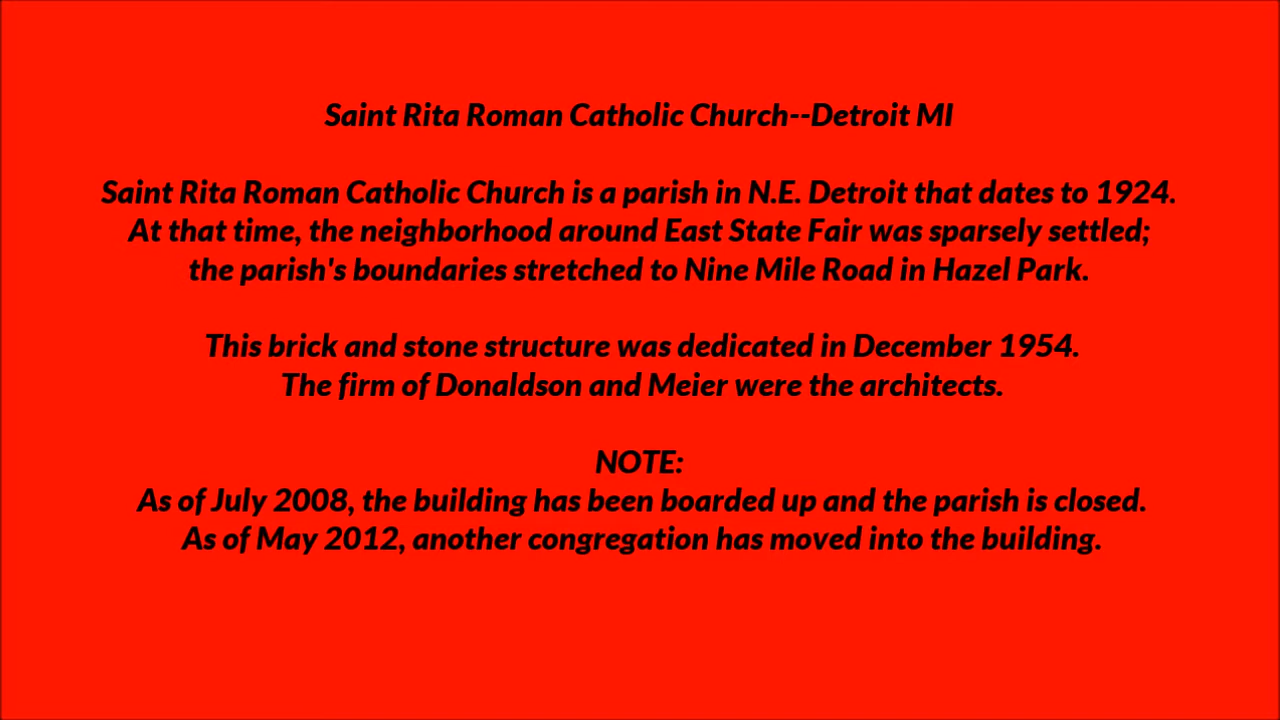 Saint Rita Roman Catholic Church--Detroit MI
Saint Rita Roman Catholic Church is a parish in N.E. Detroit that dates to 1924.
At that time, the neighborhood around East State Fair was sparsely settled;
the parish's boundaries stretched to Nine Mile Road in Hazel Park.
This brick and stone structure was dedicated in December 1954.
The firm of Donaldson and Meier were the architects.
NOTE:
As of July 2008, the building has been boarded up and the parish is closed.
As of May 2012, another congregation has moved into the building.